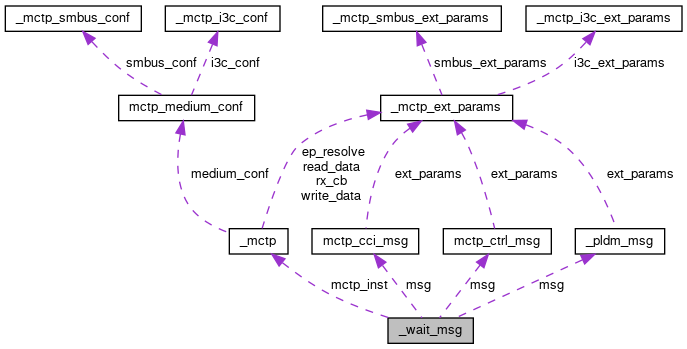 _mctp_smbus_conf
_mctp_i3c_conf
_mctp_smbus_ext_params
_mctp_i3c_ext_params
smbus_conf
i3c_conf
smbus_ext_params
i3c_ext_params
mctp_medium_conf
_mctp_ext_params
medium_conf
ep_resolve
read_data
rx_cb
write_data
ext_params
ext_params
ext_params
_mctp
mctp_cci_msg
mctp_ctrl_msg
_pldm_msg
mctp_inst
msg
msg
msg
_wait_msg